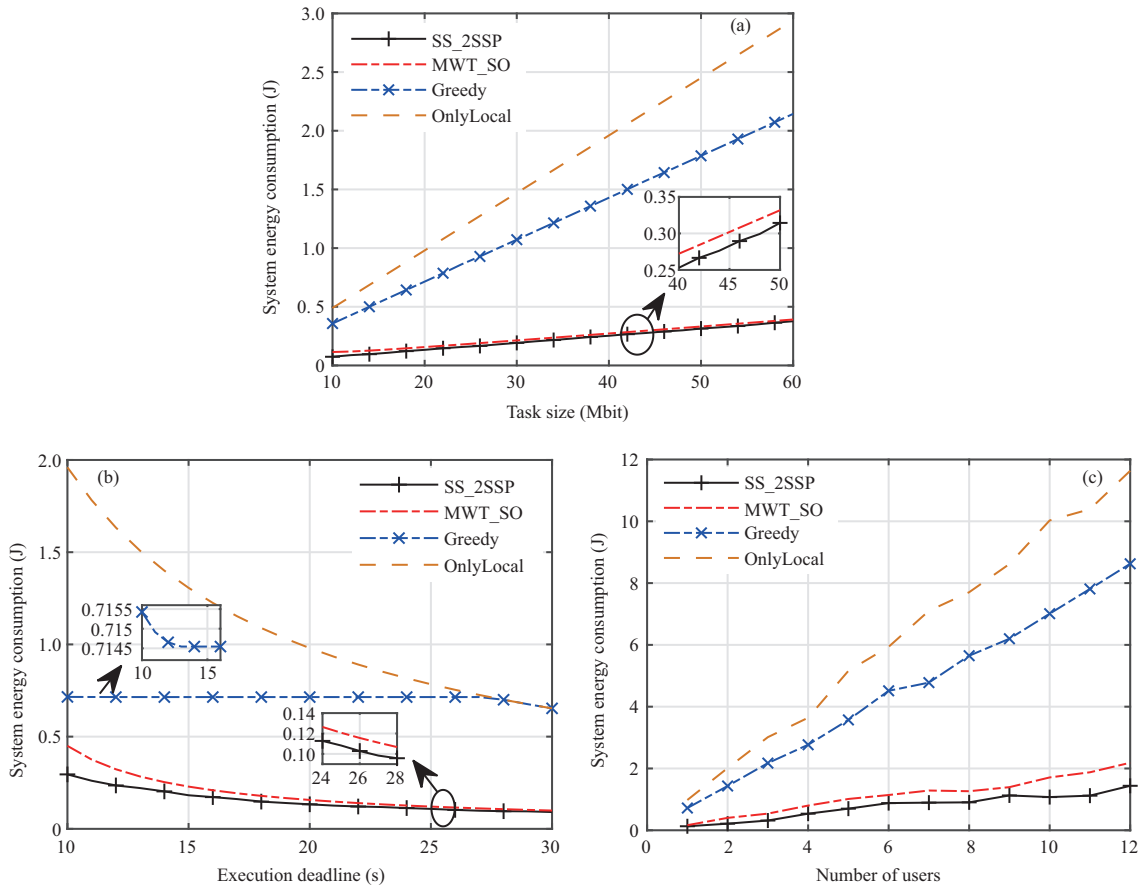 (a)
SS_2SSP
MWT_SO
Greedy
OnlyLocal
System energy consumption (J)
3.0
2.5
2.0
1.5
1.0
0.5
0
0.35
0.30
0.25
40 45 50
10 20 30 40 50 60
Task size (Mbit)
(b)
SS_2SSP
MWT_SO
Greedy
OnlyLocal
System energy consumption (J)
2.0
1.5
1.0
0.5
0
0.7155
0.715
0.7145
10 15
0.14
0.12
0.10
24 26 28
10 15 20 25 30
Execution deadline (s)
(c)
SS_2SSP
MWT_SO
Greedy
OnlyLocal
System energy consumption (J)
12
10
8
6
4
2
0
0 2 4 6 8 10 12
Number of users